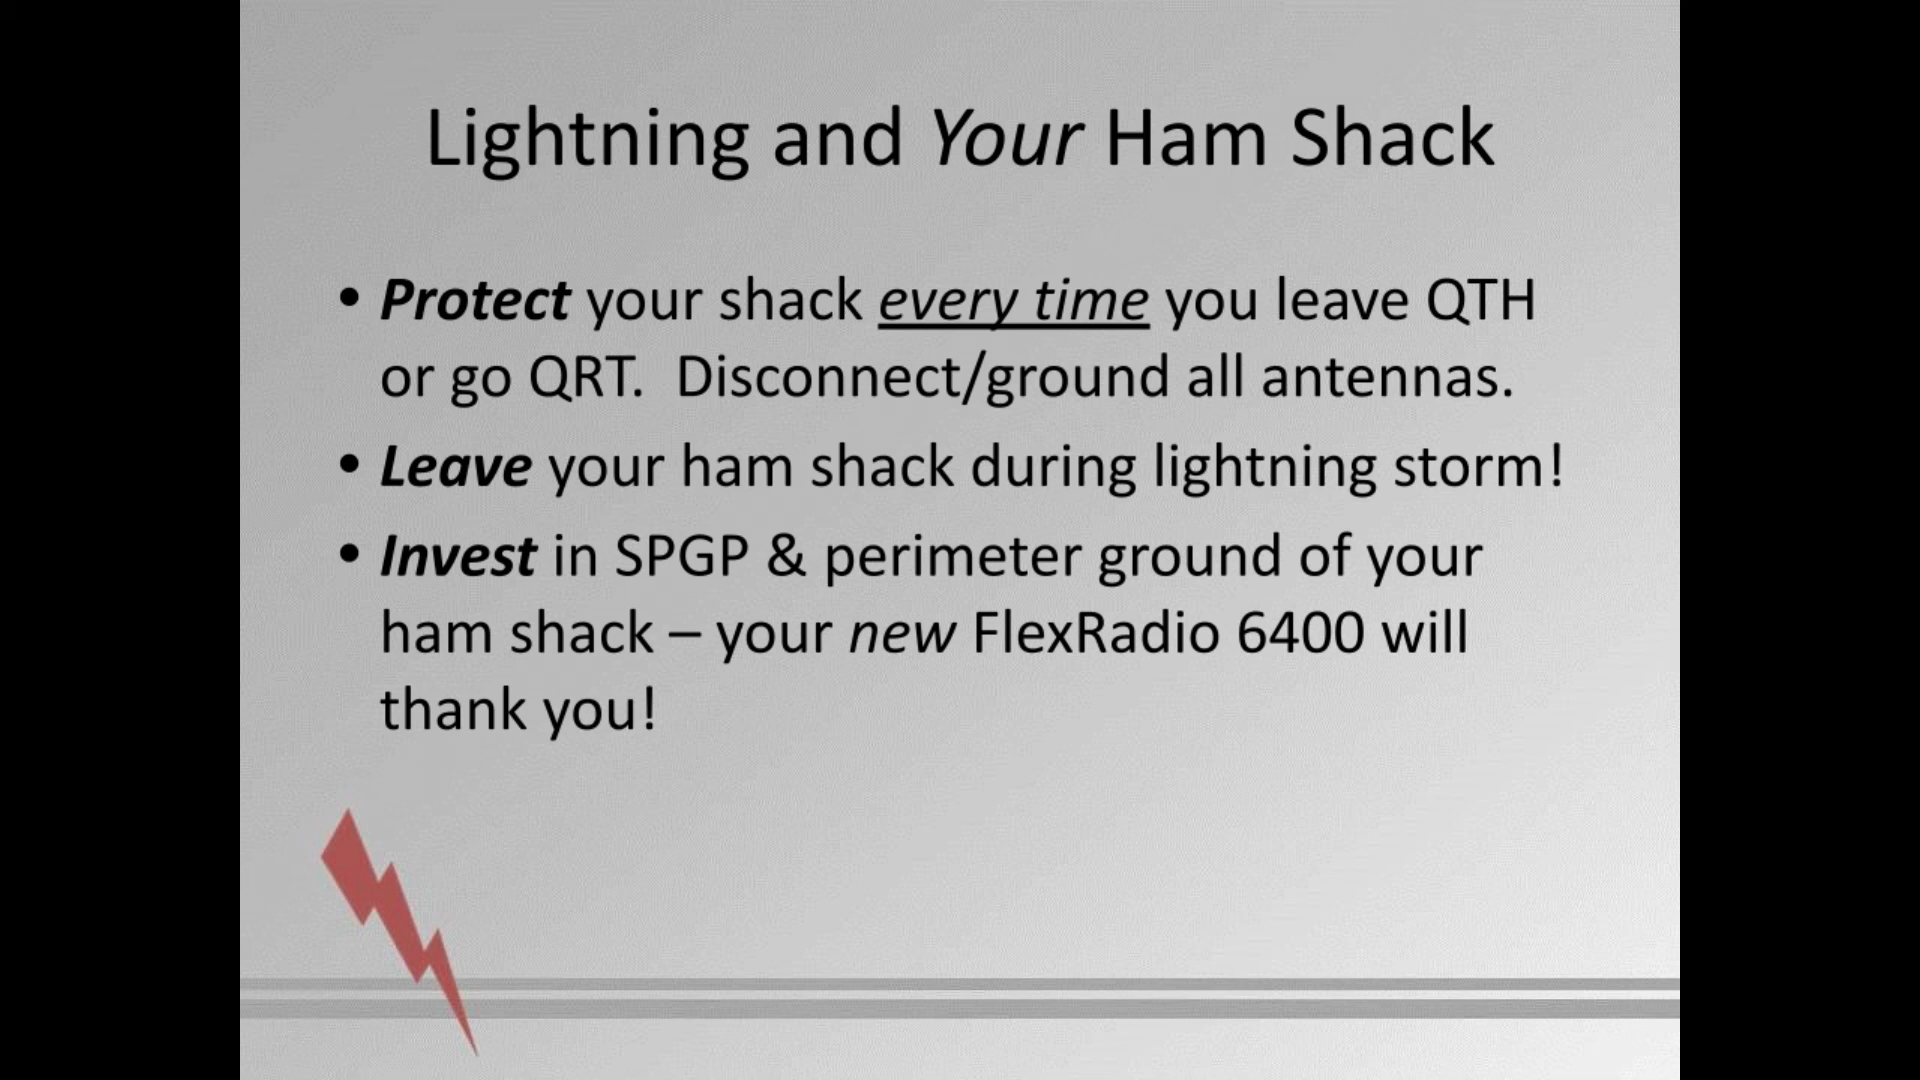 Lightning and Your Ham Shack
• Protect your shack every time you leave QTH
or go QRT.  Disconnect/ground all antennas.
• Leave your ham shack during lightning storm!
• Invest in SPGP & perimeter ground of your
ham shack – your new FlexRadio 6400 will
thank you!